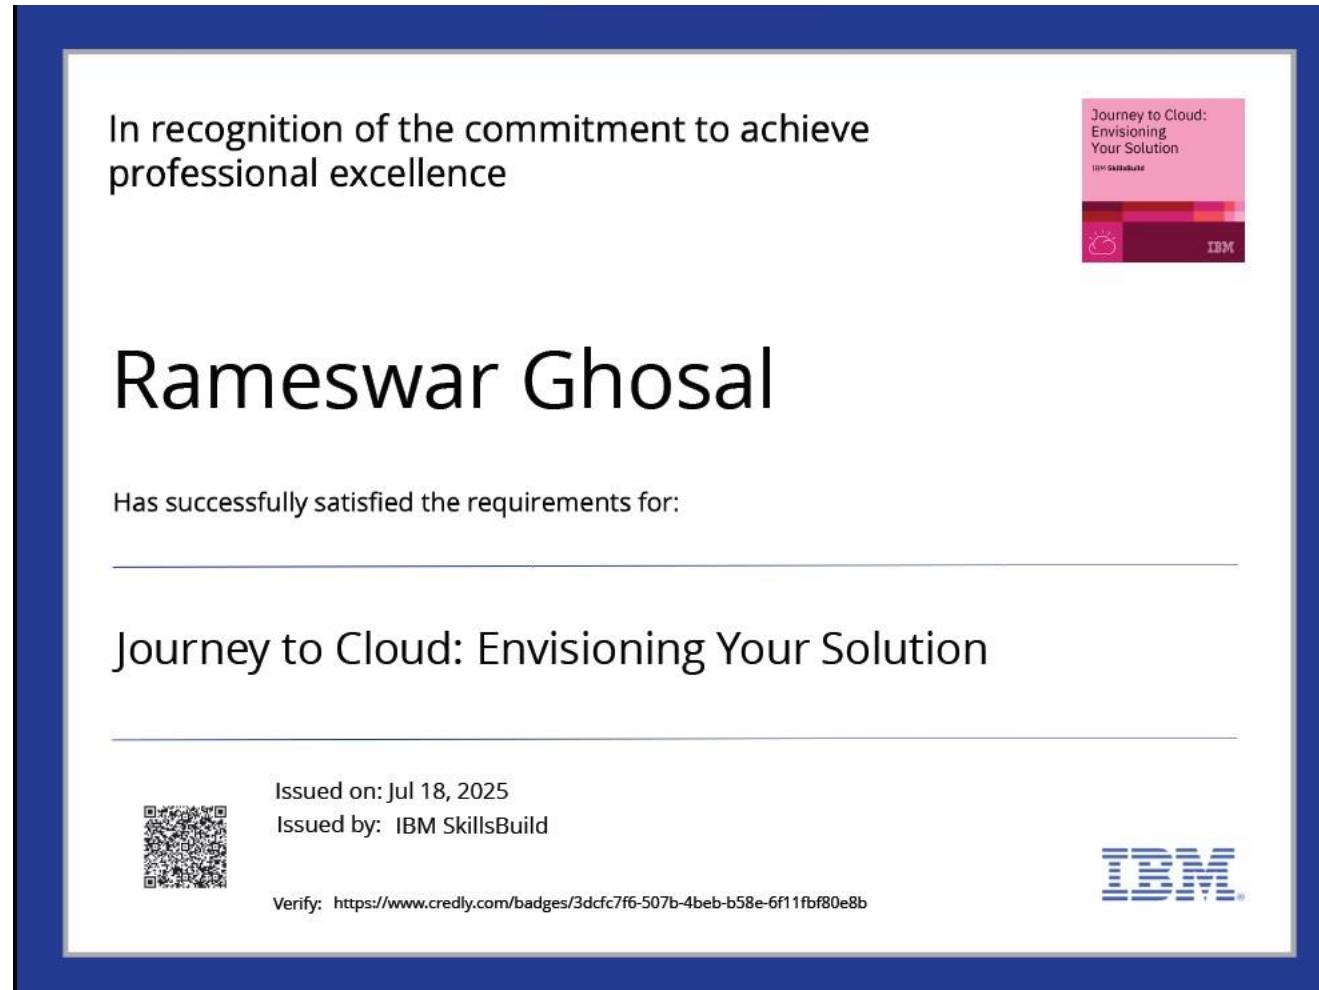 In recognition of the commitment to achieve
professional excellence
Journey to Cloud:
Envisioning
Your Solution
IBM SkillsBuild
IBM
Rameswar Ghosal
Has successfully satisfied the requirements for:
Journey to Cloud: Envisioning Your Solution
Issued on: Jul 18, 2025
Issued by: IBM SkillsBuild
Verify: https://www.credly.com/badges/3dcfc7f6-507b-4beb-b58e-6f11fbf80e8b
IBM®